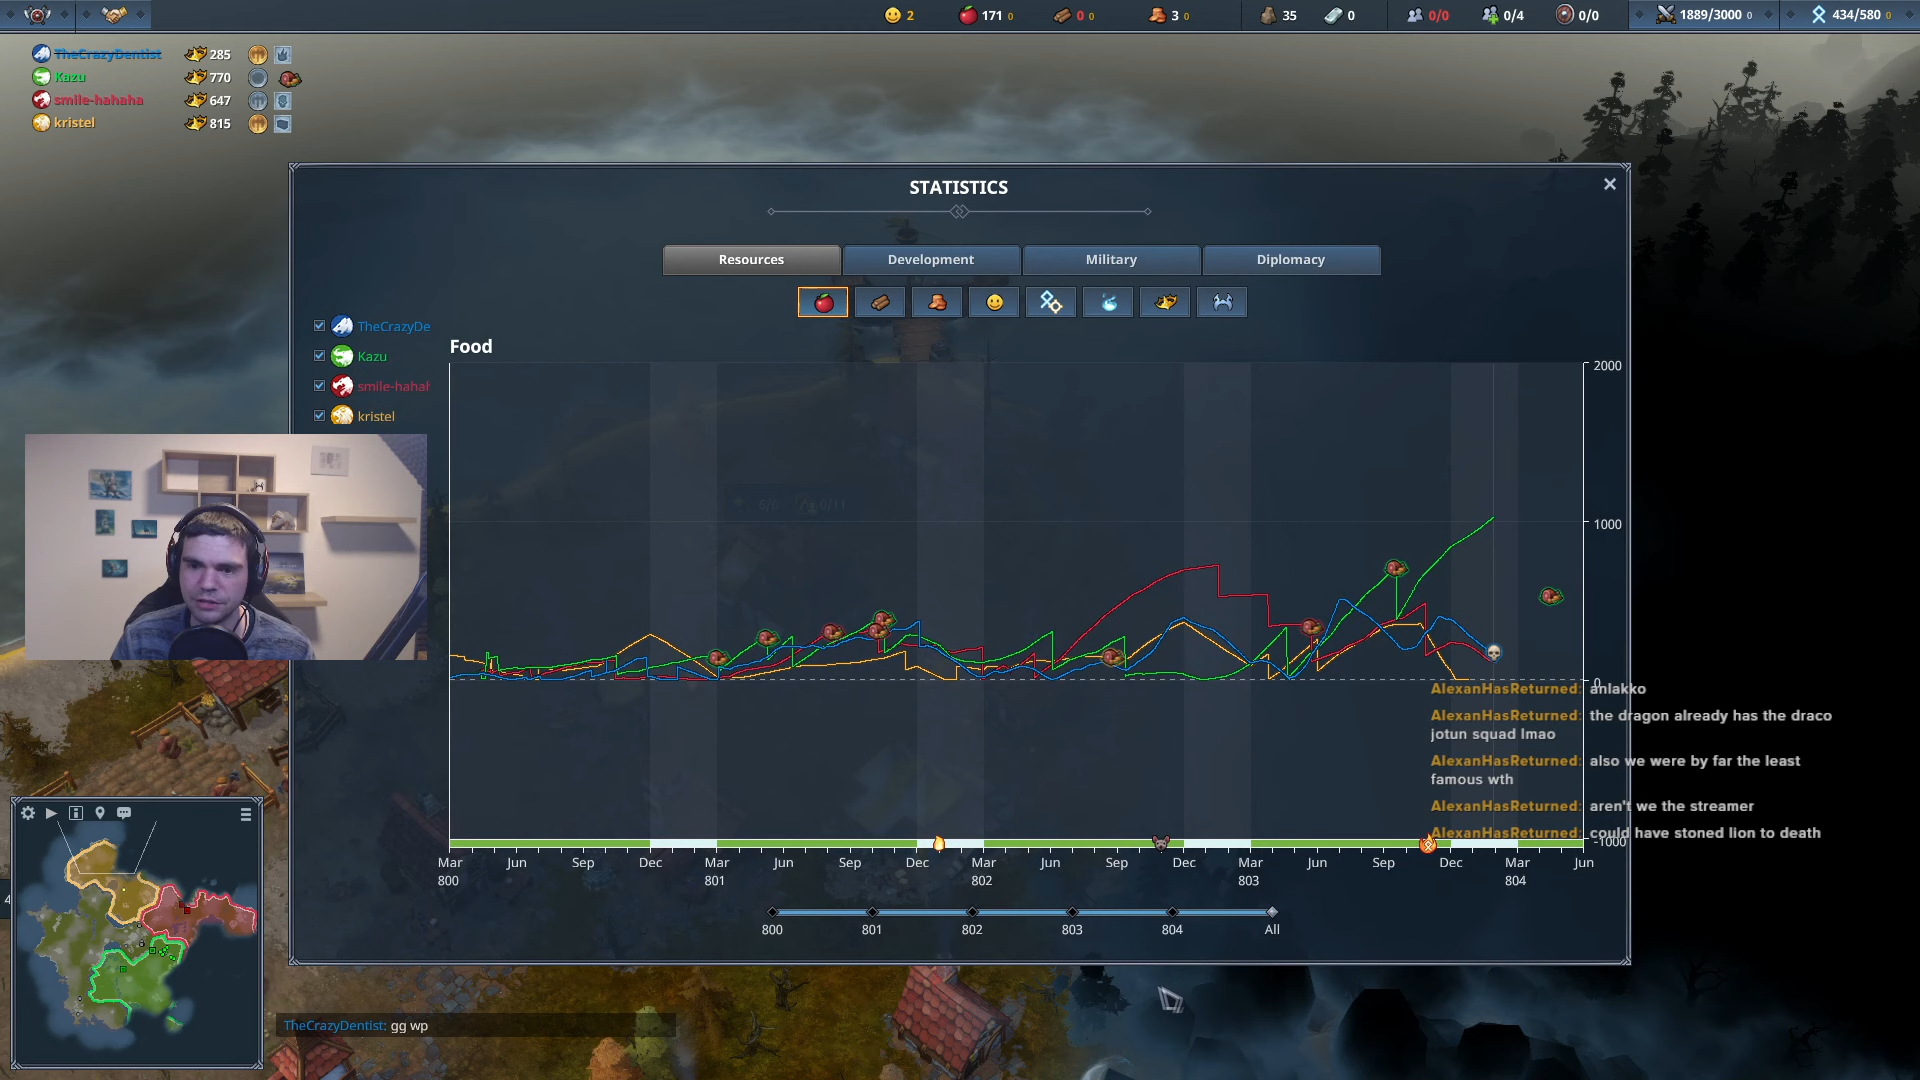 2
171 0
0 0
3 0
35
0
0/0
0/4
0/0
1889/3000 0
434/580 0
TheCrazyDentist 285
Kazu 770
smile-hahaha 647
kristel 815
STATISTICS
Resources
Development
Military
Diplomacy
TheCrazyDe
Kazu
smile-hahah
kristel
Food
2000
1000
0
-1000
AlexanHasReturned: anlakko
AlexanHasReturned: the dragon already has the draco
jotun squad lmao
AlexanHasReturned: also we were by far the least
famous wth
AlexanHasReturned: aren't we the streamer
AlexanHasReturned: could have stoned lion to death
Mar Jun Sep Dec Mar Jun Sep Dec Mar Jun Sep Dec Mar Jun Sep Dec Mar Jun
800 801 802 803 804
800 801 802 803 804 All
4
TheCrazyDentist: gg wp